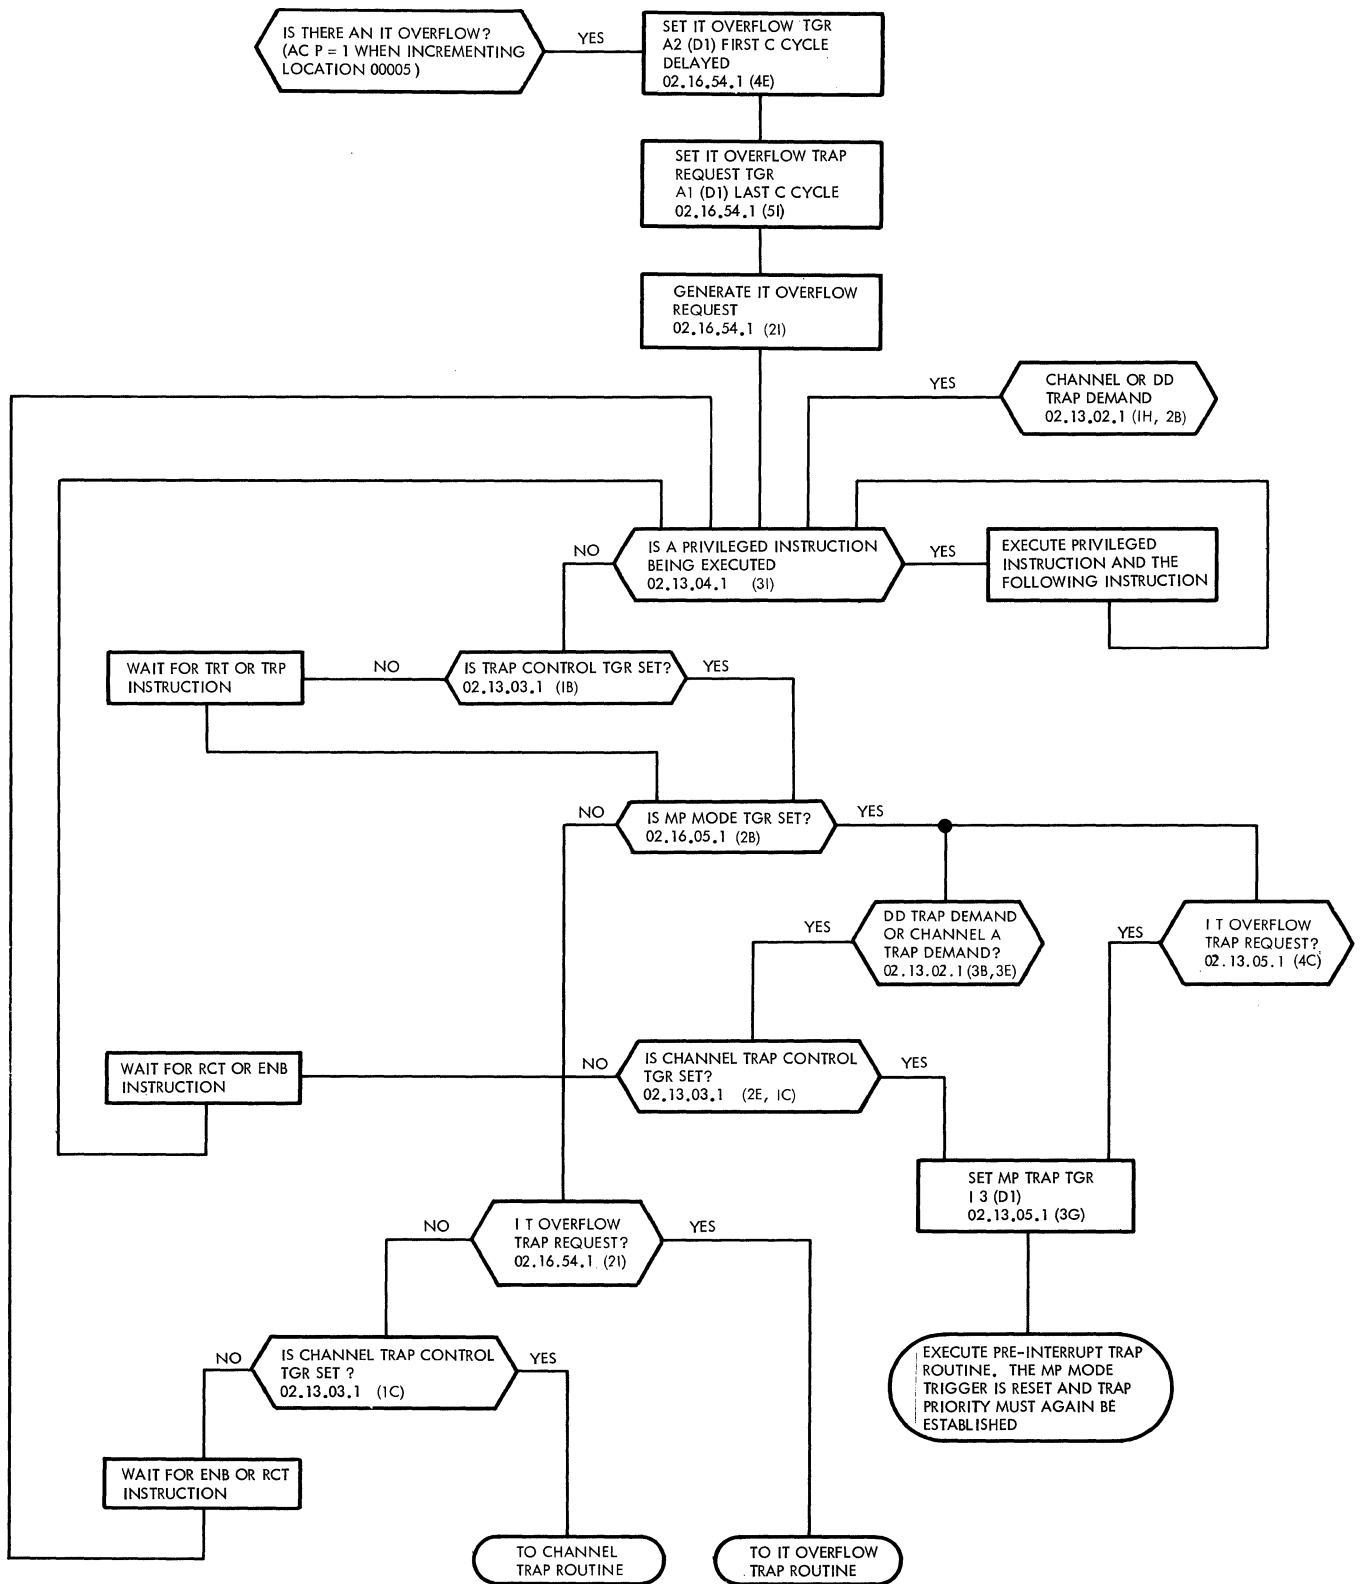 IS THERE AN IT OVERFLOW?
(AC P = 1 WHEN INCREMENTING
LOCATION 00005)
YES
SET IT OVERFLOW TGR
A2 (D1) FIRST C CYCLE
DELAYED
02.16.54.1 (4E)
SET IT OVERFLOW TRAP
REQUEST TGR
A1 (D1) LAST C CYCLE
02.16.54.1 (5I)
GENERATE IT OVERFLOW
REQUEST
02.16.54.1 (2I)
YES
CHANNEL OR DD
TRAP DEMAND
02.13.02.1 (1H, 2B)
NO
IS A PRIVILEGED INSTRUCTION
BEING EXECUTED
02.13.04.1 (3I)
YES
EXECUTE PRIVILEGED
INSTRUCTION AND THE
FOLLOWING INSTRUCTION
WAIT FOR TRT OR TRP
INSTRUCTION
NO
IS TRAP CONTROL TGR SET?
02.13.03.1 (1B)
YES
NO
IS MP MODE TGR SET?
02.16.05.1 (2B)
YES
YES
DD TRAP DEMAND
OR CHANNEL A
TRAP DEMAND?
02.13.02.1 (3B,3E)
YES
I T OVERFLOW
TRAP REQUEST?
02.13.05.1 (4C)
WAIT FOR RCT OR ENB
INSTRUCTION
NO
IS CHANNEL TRAP CONTROL
TGR SET?
02.13.03.1 (2E, 1C)
YES
SET MP TRAP TGR
I 3 (D1)
02.13.05.1 (3G)
NO
I T OVERFLOW
TRAP REQUEST?
02.16.54.1 (2I)
YES
NO
IS CHANNEL TRAP CONTROL
TGR SET ?
02.13.03.1 (1C)
YES
EXECUTE PRE-INTERRUPT TRAP
ROUTINE. THE MP MODE
TRIGGER IS RESET AND TRAP
PRIORITY MUST AGAIN BE
ESTABLISHED
WAIT FOR ENB OR RCT
INSTRUCTION
TO CHANNEL
TRAP ROUTINE
TO IT OVERFLOW
TRAP ROUTINE